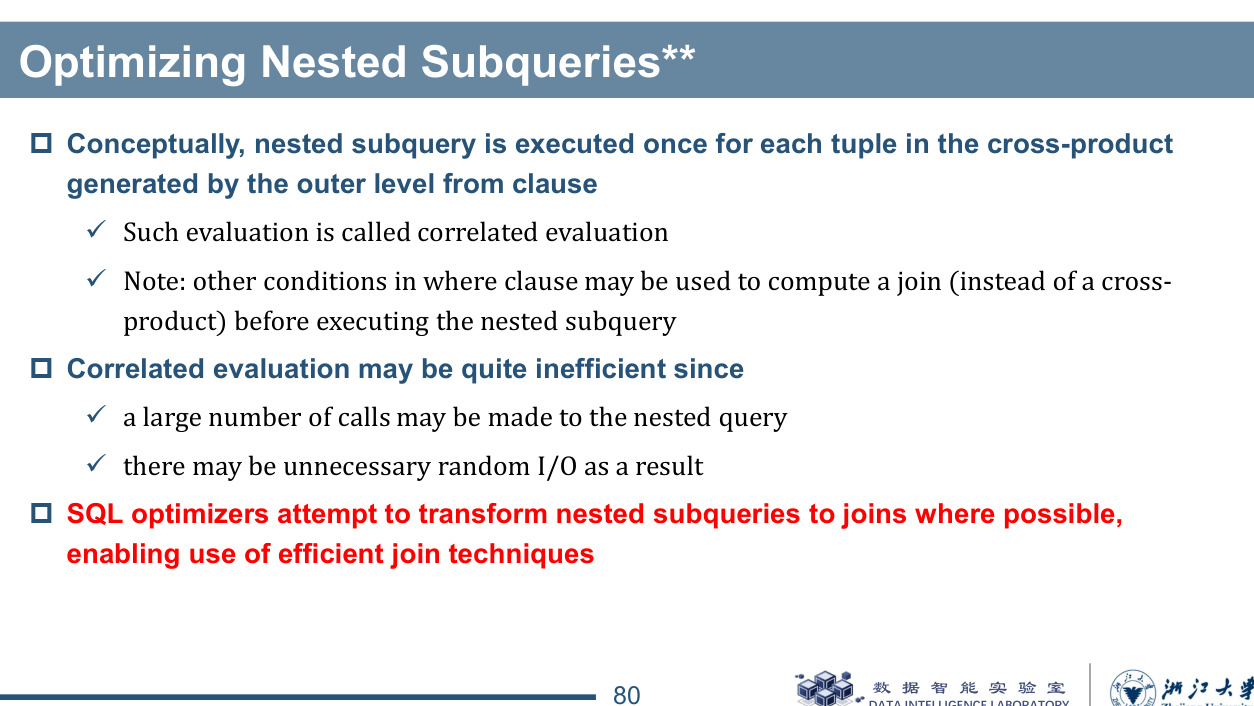 Optimizing Nested Subqueries**
Conceptually, nested subquery is executed once for each tuple in the cross-product
generated by the outer level from clause
Such evaluation is called correlated evaluation
Note: other conditions in where clause may be used to compute a join (instead of a cross-
product) before executing the nested subquery
Correlated evaluation may be quite inefficient since
a large number of calls may be made to the nested query
there may be unnecessary random I/O as a result
SQL optimizers attempt to transform nested subqueries to joins where possible,
enabling use of efficient join techniques
80
数据智能实验室
DATA INTELLIGENCE LABORATORY
浙江大学